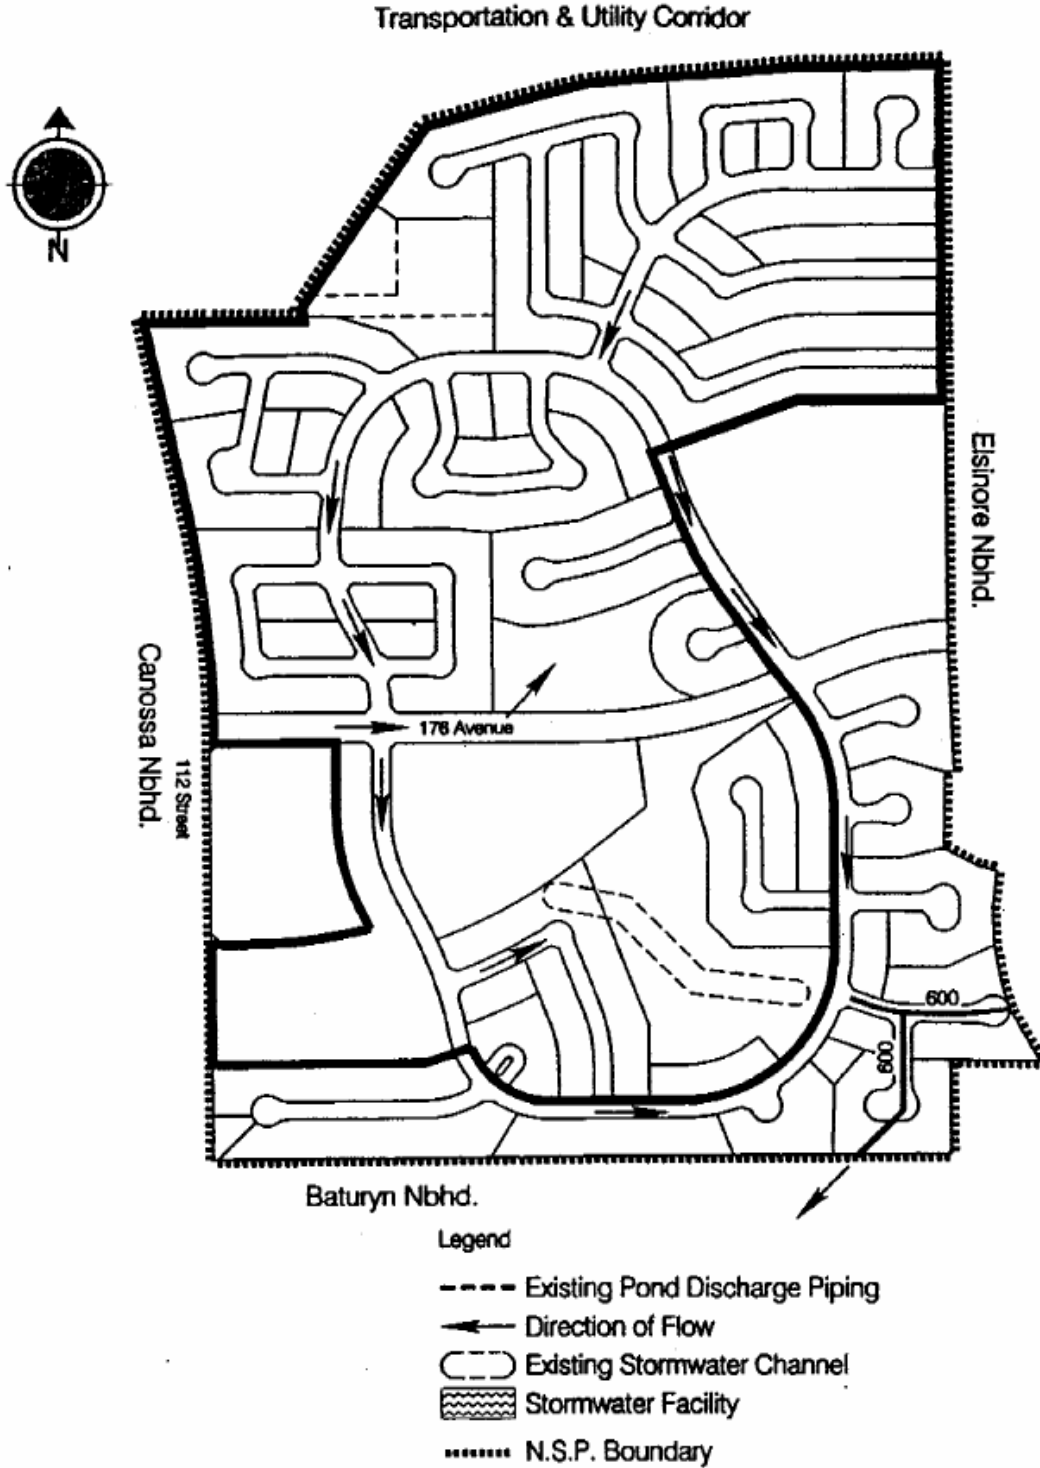 Transportation & Utility Corridor
N
Elsinore Nbhd.
Canossa Nbhd.
112 Street
176 Avenue
600
600
Baturyn Nbhd.
Legend
Existing Pond Discharge Piping
Direction of Flow
Existing Stormwater Channel
Stormwater Facility
N.S.P. Boundary